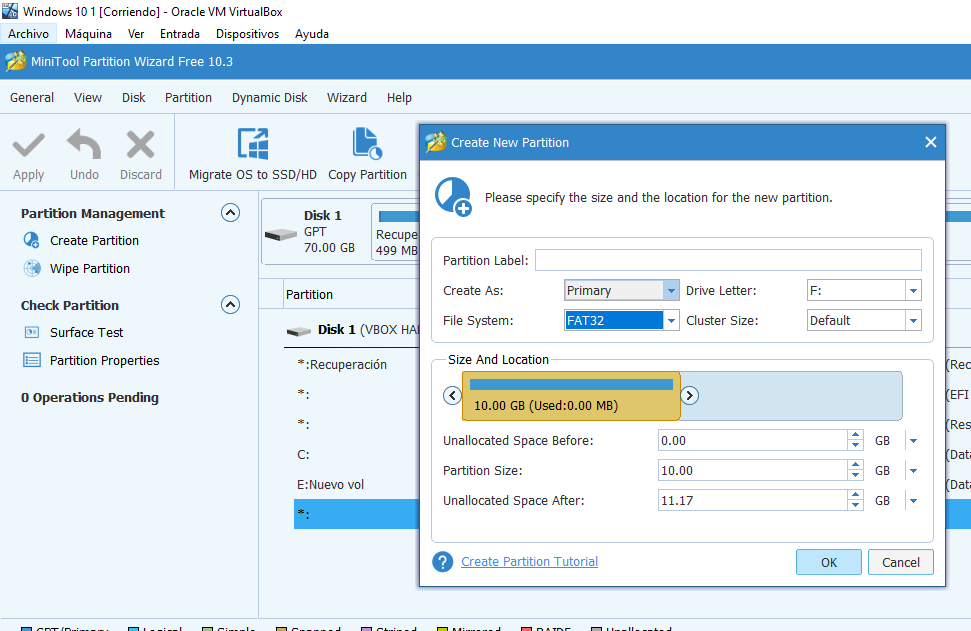 Windows 10 1 [Corriendo] - Oracle VM VirtualBox
Archivo Máquina Ver Entrada Dispositivos Ayuda
MiniTool Partition Wizard Free 10.3
General View Disk Partition Dynamic Disk Wizard Help
Apply Undo Discard Migrate OS to SSD/HD Copy Partition
Partition Management
Create Partition
Wipe Partition
Check Partition
Surface Test
Partition Properties
0 Operations Pending
Disk 1
GPT
70.00 GB
Recupe
499 MB
Partition
Disk 1 (VBOX HA
*:Recuperación
*:
*:
C:
E:Nuevo vol
*:
Create New Partition
Please specify the size and the location for the new partition.
Partition Label:
Create As: Primary Drive Letter: F:
File System: FAT32 Cluster Size: Default
Size And Location
10.00 GB (Used:0.00 MB)
Unallocated Space Before: 0.00 GB
Partition Size: 10.00 GB
Unallocated Space After: 11.17 GB
? Create Partition Tutorial OK Cancel
(Rec
(EFI
(Res
(Dat
(Dat
GPT/Primary Logical Simple Spanned Striped Mirrored RAID5 Unallocated